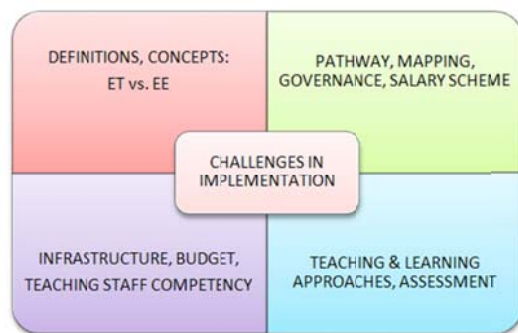 DEFINITIONS, CONCEPTS:
ET vs. EE
PATHWAY, MAPPING,
GOVERNANCE, SALARY SCHEME
CHALLENGES IN
IMPLEMENTATION
INFRASTRUCTURE, BUDGET,
TEACHING STAFF COMPETENCY
TEACHING & LEARNING
APPROACHES, ASSESSMENT